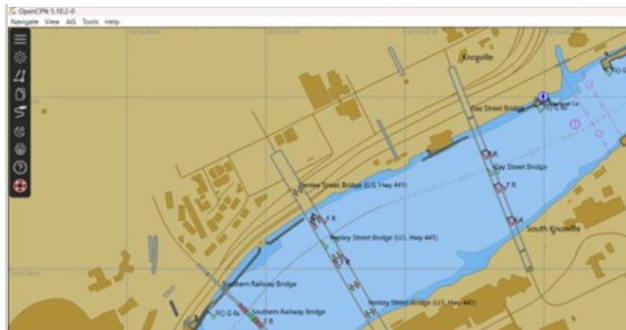 OpenCPN 5.10.2-0
Navigate View AIS Tools Help
Knoxville
Gay Street Bridge
Fl G 6s
Gay Street Bridge
F R
South Knoxville
Henley Street Bridge (U.S. Hwy 441)
F R
Henley Street Bridge (U.S. Hwy 441)
Henley Street Bridge (U.S. Hwy 441)
Southern Railway Bridge
Southern Railway Bridge
F R